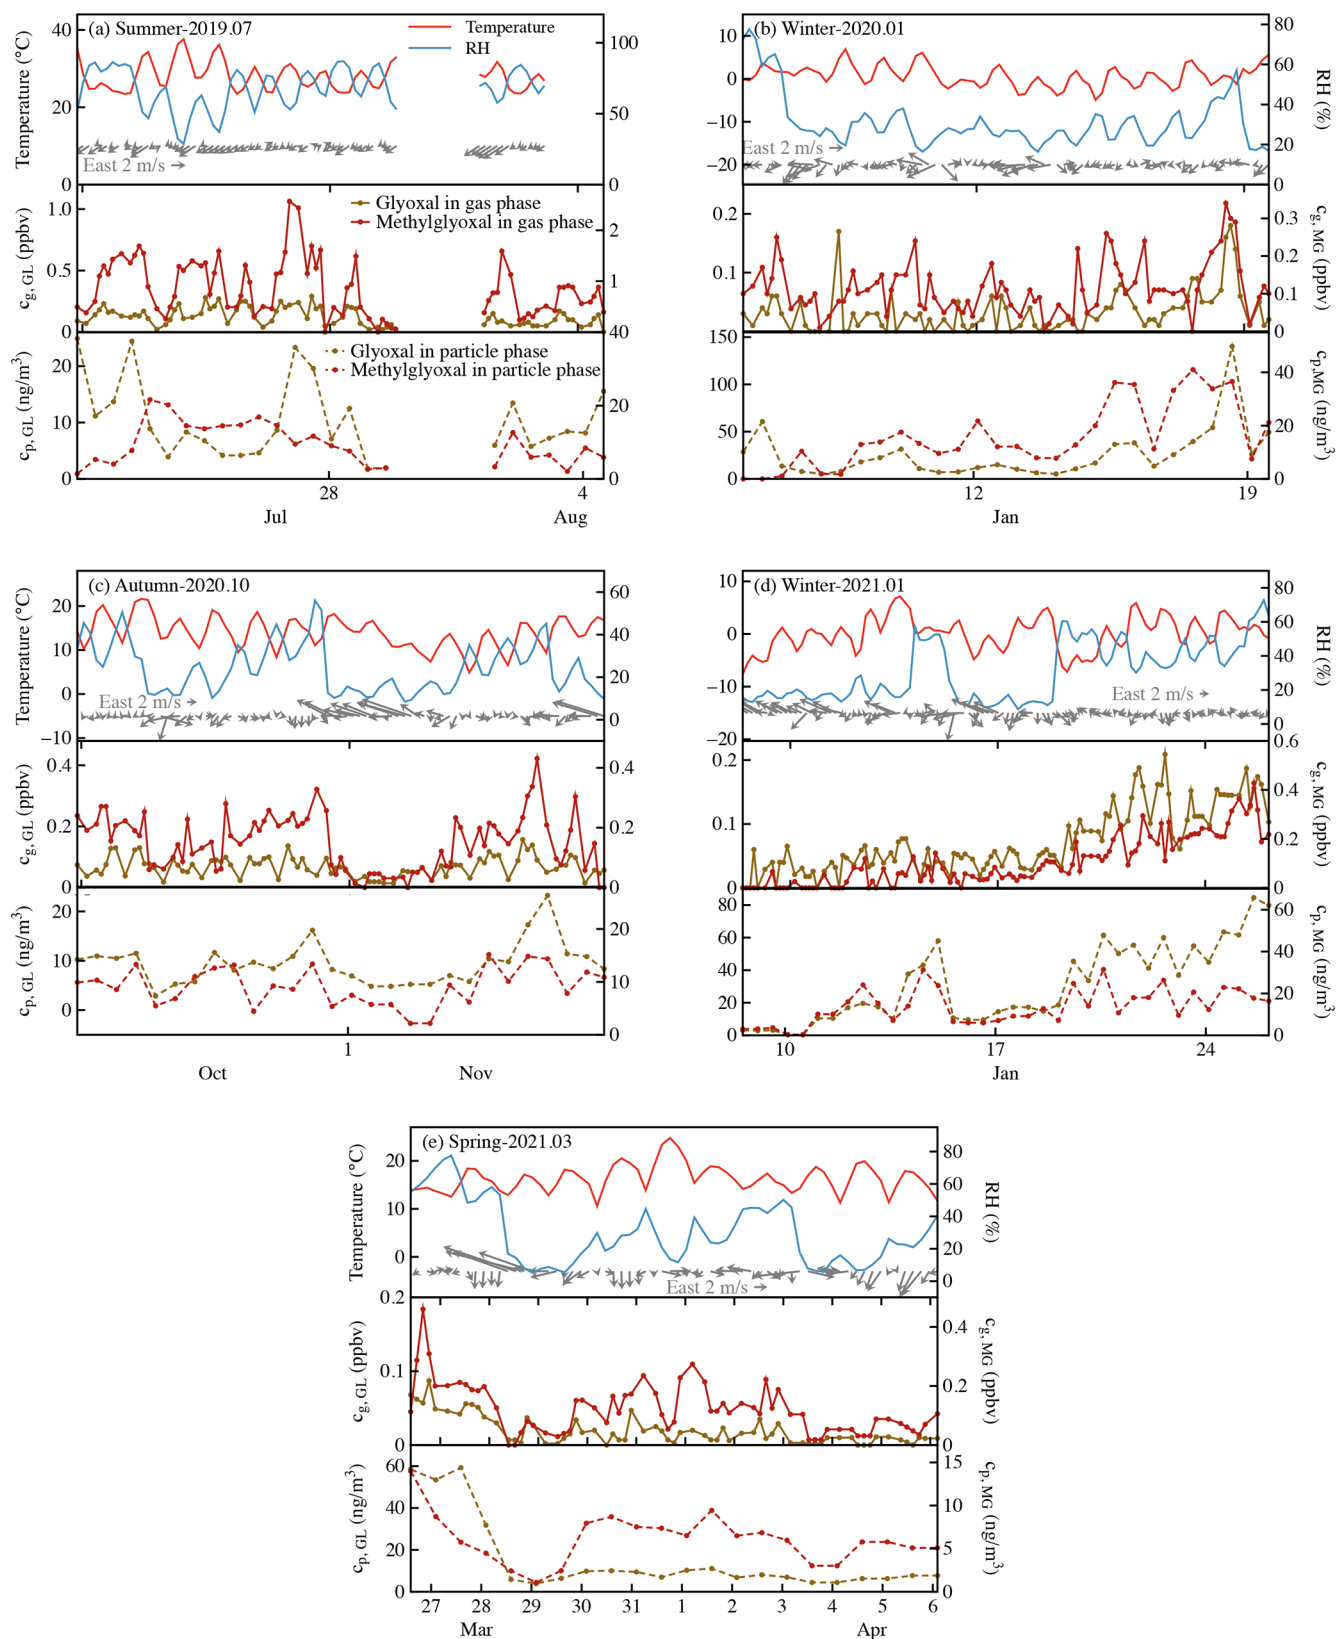 (a) Summer-2019.07
Temperature
RH
Temperature (°C)
40
20
0
100
50
0
East 2 m/s
c_g, GL (ppbv)
1.0
0.5
0
2
1
40
Glyoxal in gas phase
Methylglyoxal in gas phase
c_p, GL (ng/m³)
20
10
0
20
0
Glyoxal in particle phase
Methylglyoxal in particle phase
28
4
Jul
Aug
(b) Winter-2020.01
10
0
−10
−20
80
60
40
20
0
RH (%)
East 2 m/s
0.2
0.1
0.3
0.2
0.1
0
c_g, MG (ppbv)
150
100
50
0
40
20
0
c_p,MG (ng/m³)
12
19
Jan
(c) Autumn-2020.10
Temperature (°C)
20
10
0
−10
60
40
20
0
East 2 m/s
c_g, GL (ppbv)
0.4
0.2
0
0.4
0.2
0
c_p, GL (ng/m³)
20
10
0
20
10
0
1
Oct
Nov
(d) Winter-2021.01
10
0
−10
−20
80
60
40
20
0
RH (%)
East 2 m/s
0.2
0.1
0
0.6
0.4
0.2
0
c_g, MG (ppbv)
80
60
40
20
0
60
40
20
0
c_p, MG (ng/m³)
10
17
24
Jan
(e) Spring-2021.03
Temperature (°C)
20
10
0
80
60
40
20
0
RH (%)
East 2 m/s
c_g, GL (ppbv)
0.2
0.1
0
0.4
0.2
0
c_g, MG (ppbv)
c_p, GL (ng/m³)
60
40
20
0
15
10
5
0
c_p, MG (ng/m³)
27 28 29 30 31 1 2 3 4 5 6
Mar
Apr